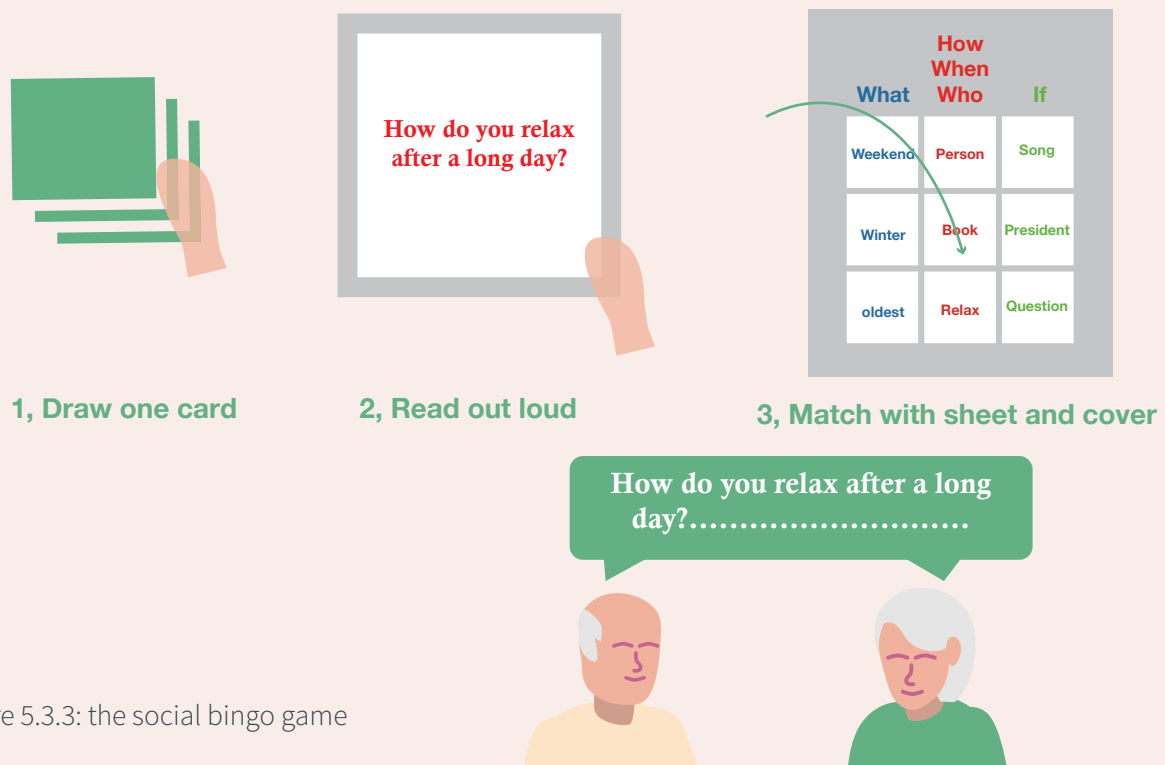 How do you relax
after a long day?
How
When
What Who If
Weekend Person Song
Winter Book President
oldest Relax Question
1, Draw one card
2, Read out loud
3, Match with sheet and cover
How do you relax after a long
day?............................
5.3.3: the social bingo game